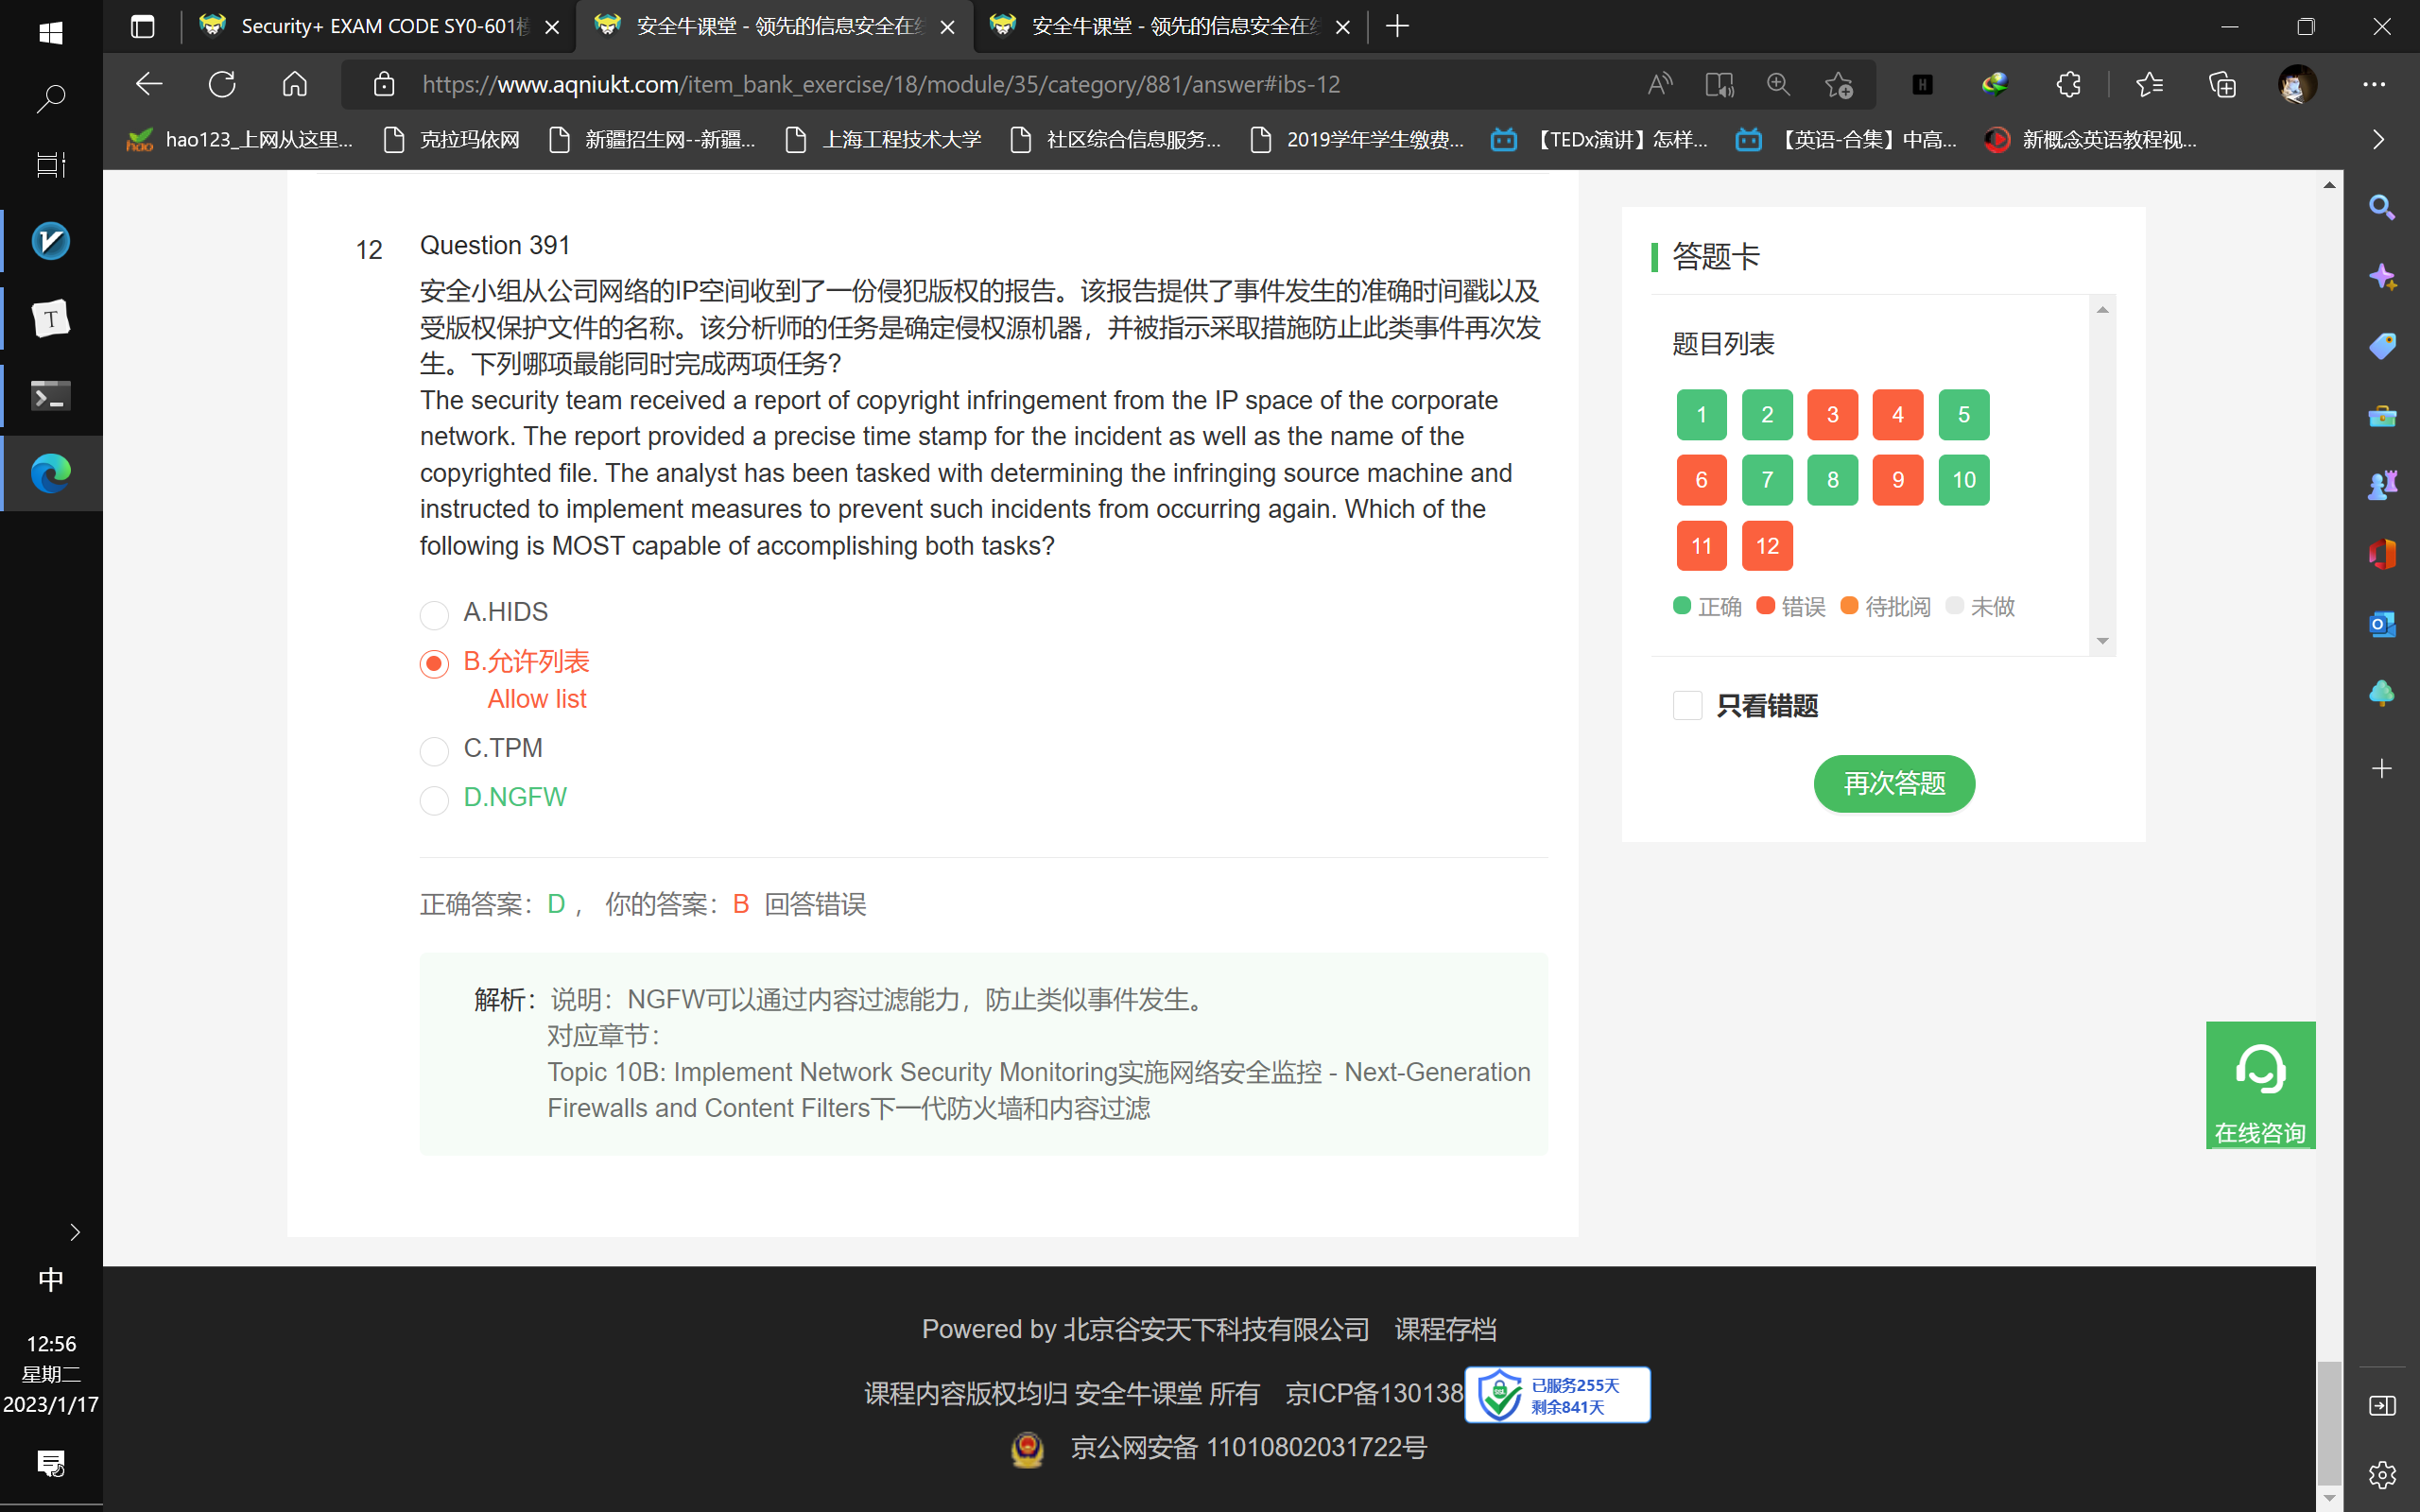 Security+ EXAM CODE SY0-601
安全牛课堂 - 领先的信息安全在
安全牛课堂 - 领先的信息安全在
https://www.aqniukt.com/item_bank_exercise/18/module/35/category/881/answer#ibs-12
hao123_上网从这里...
克拉玛依网
新疆招生网--新疆...
上海工程技术大学
社区综合信息服务...
2019学年学生缴费...
【TEDx演讲】怎样...
【英语-合集】中高...
新概念英语教程视...
12
Question 391
安全小组从公司网络的IP空间收到了一份侵犯版权的报告。该报告提供了事件发生的准确时间戳以及
受版权保护文件的名称。该分析师的任务是确定侵权源机器，并被指示采取措施防止此类事件再次发
生。下列哪项最能同时完成两项任务?
The security team received a report of copyright infringement from the IP space of the corporate
network. The report provided a precise time stamp for the incident as well as the name of the
copyrighted file. The analyst has been tasked with determining the infringing source machine and
instructed to implement measures to prevent such incidents from occurring again. Which of the
following is MOST capable of accomplishing both tasks?
A.HIDS
B.允许列表
Allow list
C.TPM
D.NGFW
正确答案：D ， 你的答案：B 回答错误
解析：说明：NGFW可以通过内容过滤能力，防止类似事件发生。
对应章节：
Topic 10B: Implement Network Security Monitoring实施网络安全监控 - Next-Generation
Firewalls and Content Filters下一代防火墙和内容过滤
答题卡
题目列表
1 2 3 4 5
6 7 8 9 10
11 12
正确 错误 待批阅 未做
只看错题
再次答题
在线咨询
Powered by 北京谷安天下科技有限公司 课程存档
课程内容版权均归 安全牛课堂 所有 京ICP备130138
已服务255天
剩余841天
京公网安备 11010802031722号
中
12:56
星期二
2023/1/17